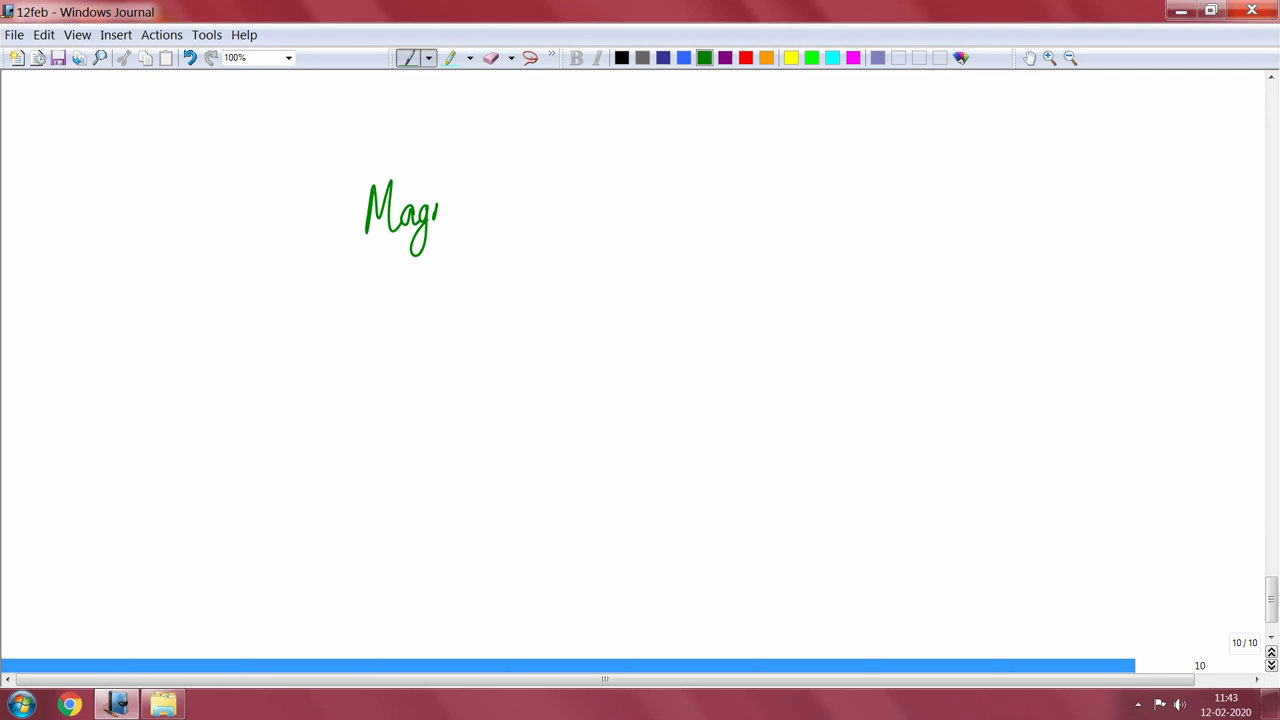 12feb - Windows Journal
File Edit View Insert Actions Tools Help
100% B I
Mag
10 / 10
10
11:43
12-02-2020